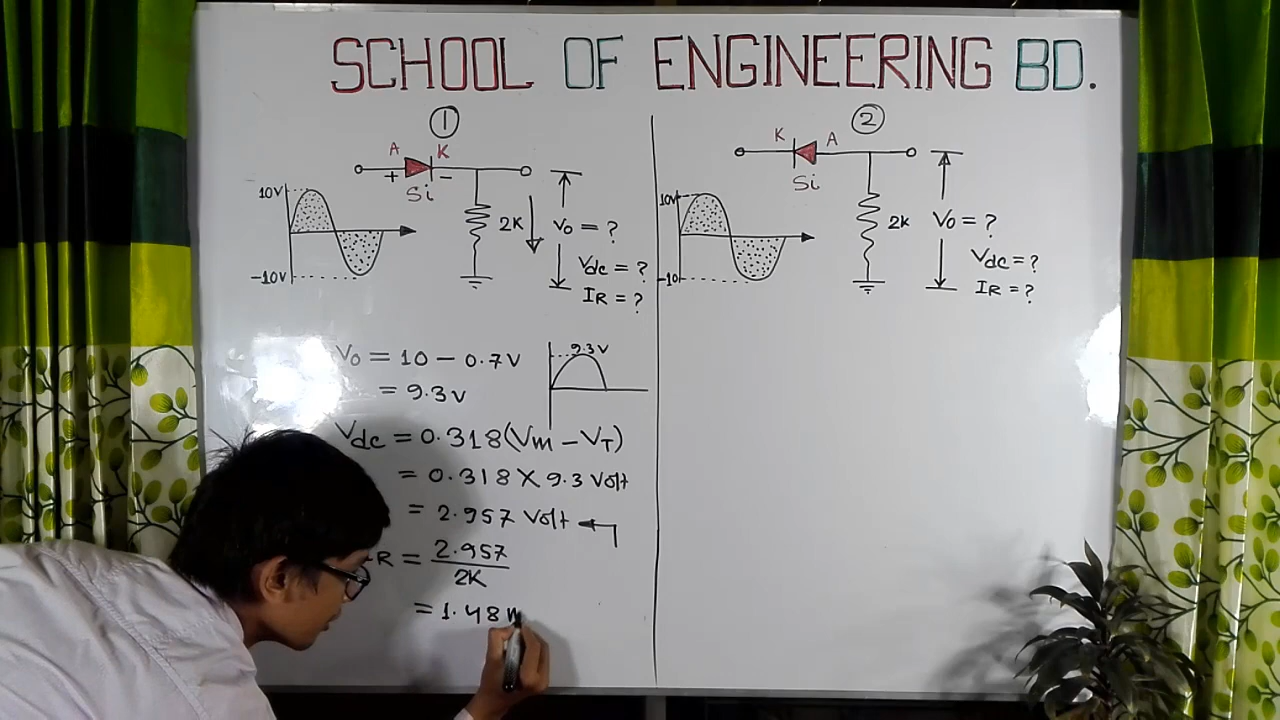 SCHOOL OF ENGINEERING BD.
①
A K
+ −
Si
10V
−10V
2K
Vo = ?
Vdc = ?
IR = ?
Vo = 10 − 0.7V
= 9.3V
9.3V
Vdc = 0.318(Vm − VT)
= 0.318 × 9.3 Volt
= 2.957 Volt
R = 2.957
2K
= 1.48
②
K A
Si
10V
−10
2K
Vo = ?
Vdc = ?
IR = ?